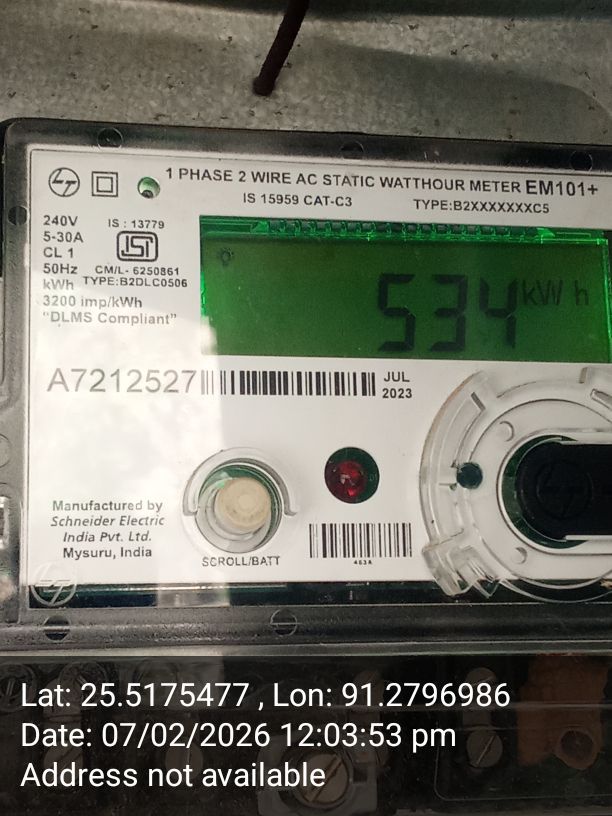 1 PHASE 2 WIRE AC STATIC WATTHOUR METER EM101+
IS 15959 CAT-C3 TYPE:B2XXXXXXXC5
240V
5-30A
CL 1
50Hz
kWh
3200 imp/kWh
"DLMS Compliant"
IS : 13779
ISI
CM/L- 6250861
TYPE:B2DLC0506
534 kWh
A7212527
JUL
2023
Manufactured by
Schneider Electric
India Pvt. Ltd.
Mysuru, India
SCROLL/BATT
Lat: 25.5175477 , Lon: 91.2796986
Date: 07/02/2026 12:03:53 pm
Address not available